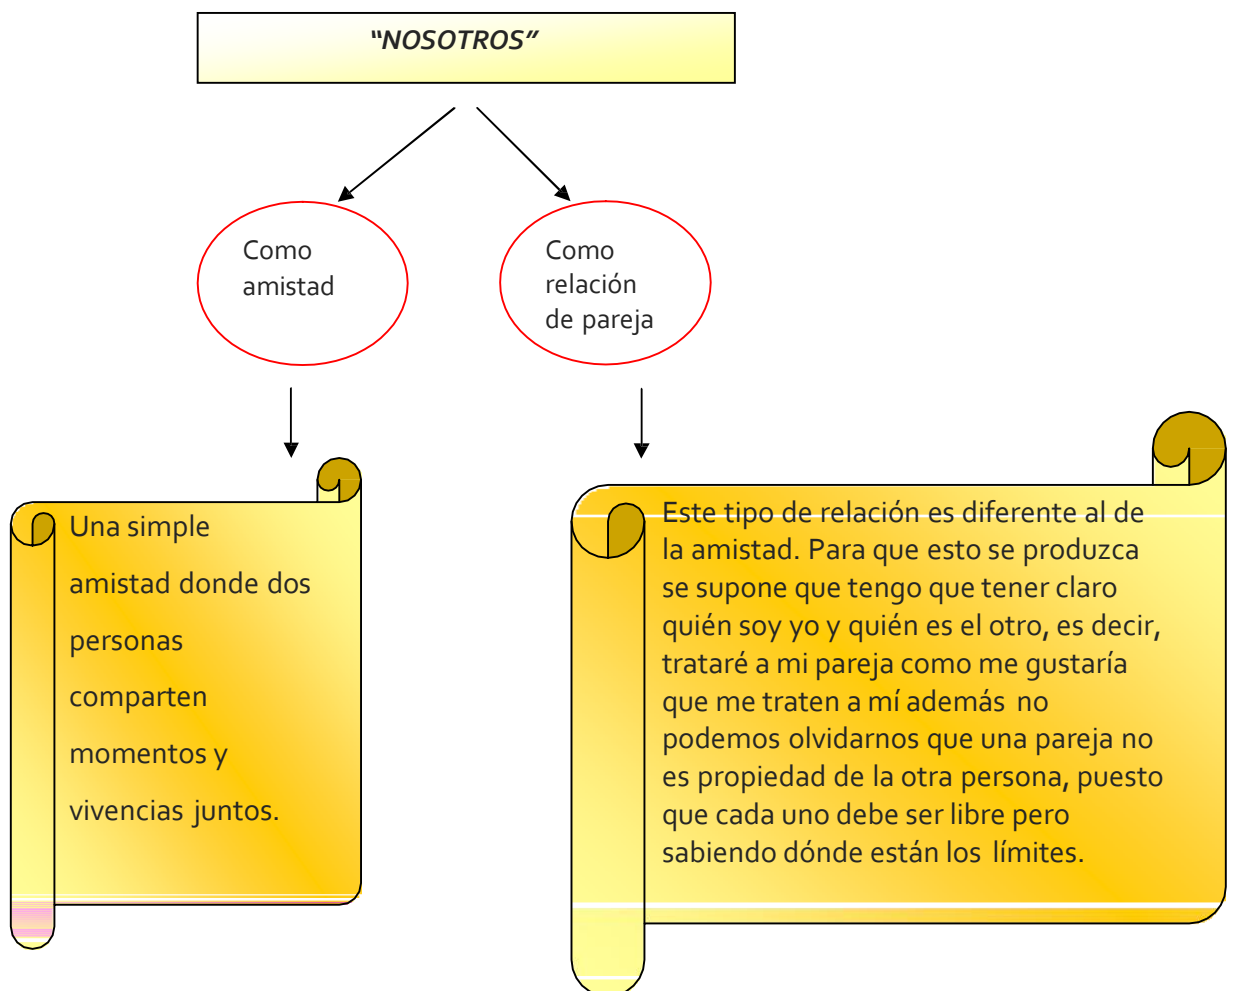 “NOSOTROS”
Como
amistad
Como
relación
de pareja
Una simple
amistad donde dos
personas
comparten
momentos y
vivencias juntos.
Este tipo de relación es diferente al de
la amistad. Para que esto se produzca
se supone que tengo que tener claro
quién soy yo y quién es el otro, es decir,
trataré a mi pareja como me gustaría
que me traten a mí además no
podemos olvidarnos que una pareja no
es propiedad de la otra persona, puesto
que cada uno debe ser libre pero
sabiendo dónde están los límites.